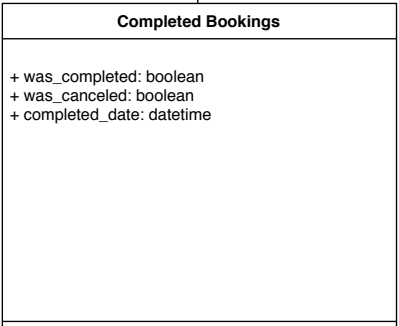 Completed Bookings
+ was_completed: boolean
+ was_canceled: boolean
+ completed_date: datetime